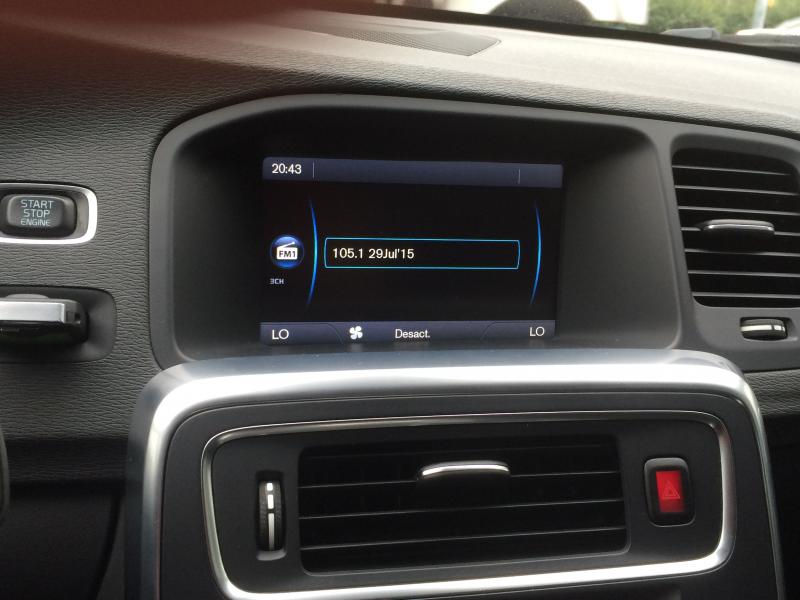 20:43
START
STOP
ENGINE
FM1
105.1 29Jul'15
3CH
LO
Desact.
LO